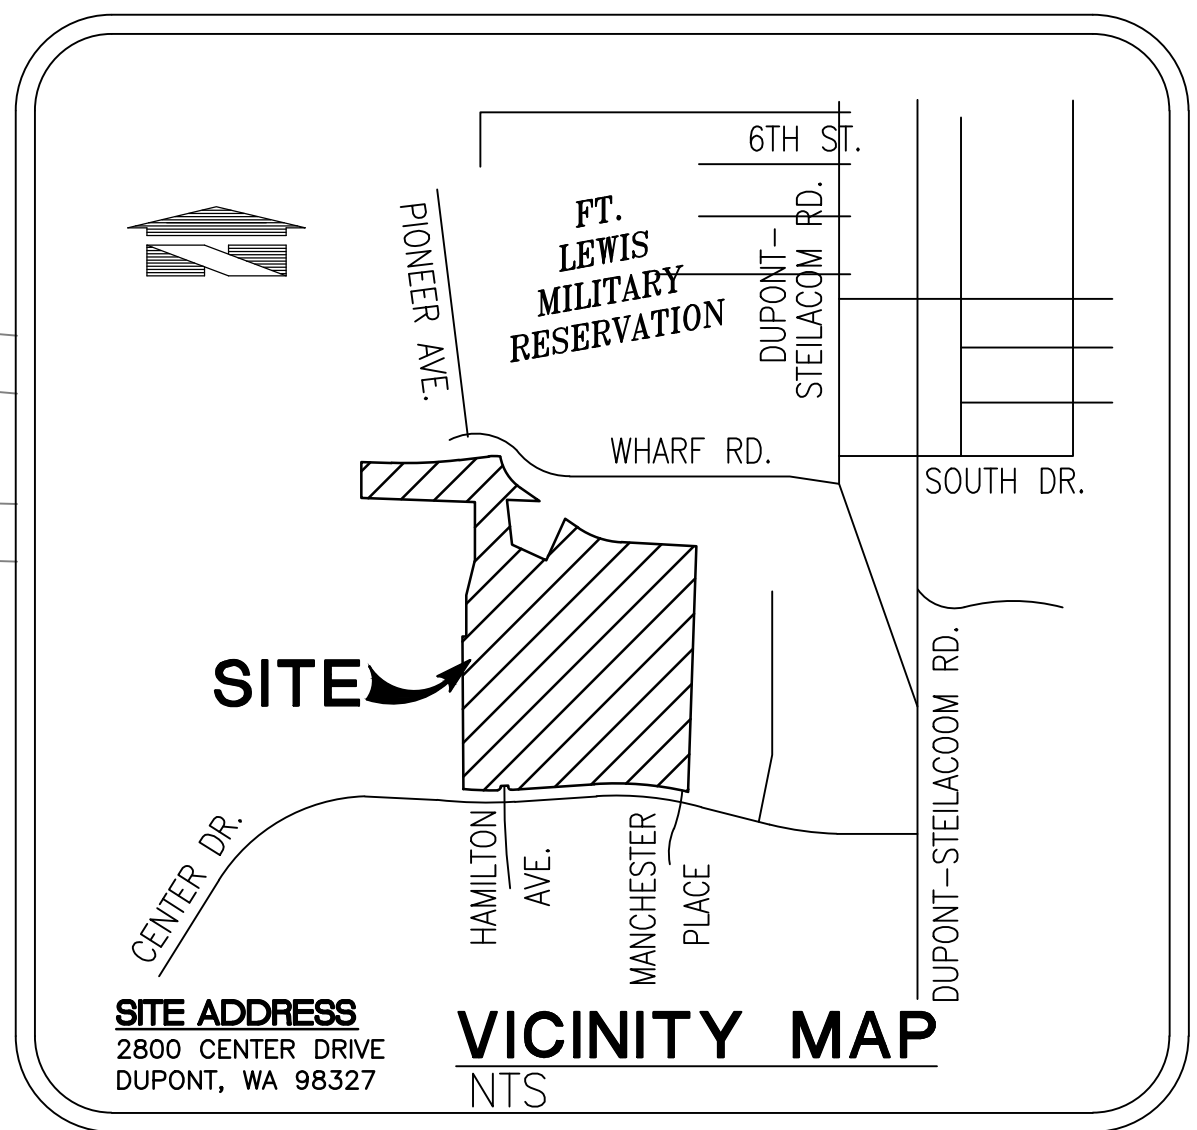 6TH ST.
PIONEER AVE.
FT.
LEWIS
MILITARY
RESERVATION
DUPONT-
STEILACOM RD.
WHARF RD.
SOUTH DR.
SITE
DUPONT-STEILACOOM RD.
CENTER DR.
HAMILTON
AVE.
MANCHESTER
PLACE
SITE ADDRESS
2800 CENTER DRIVE
DUPONT, WA 98327
VICINITY MAP
NTS